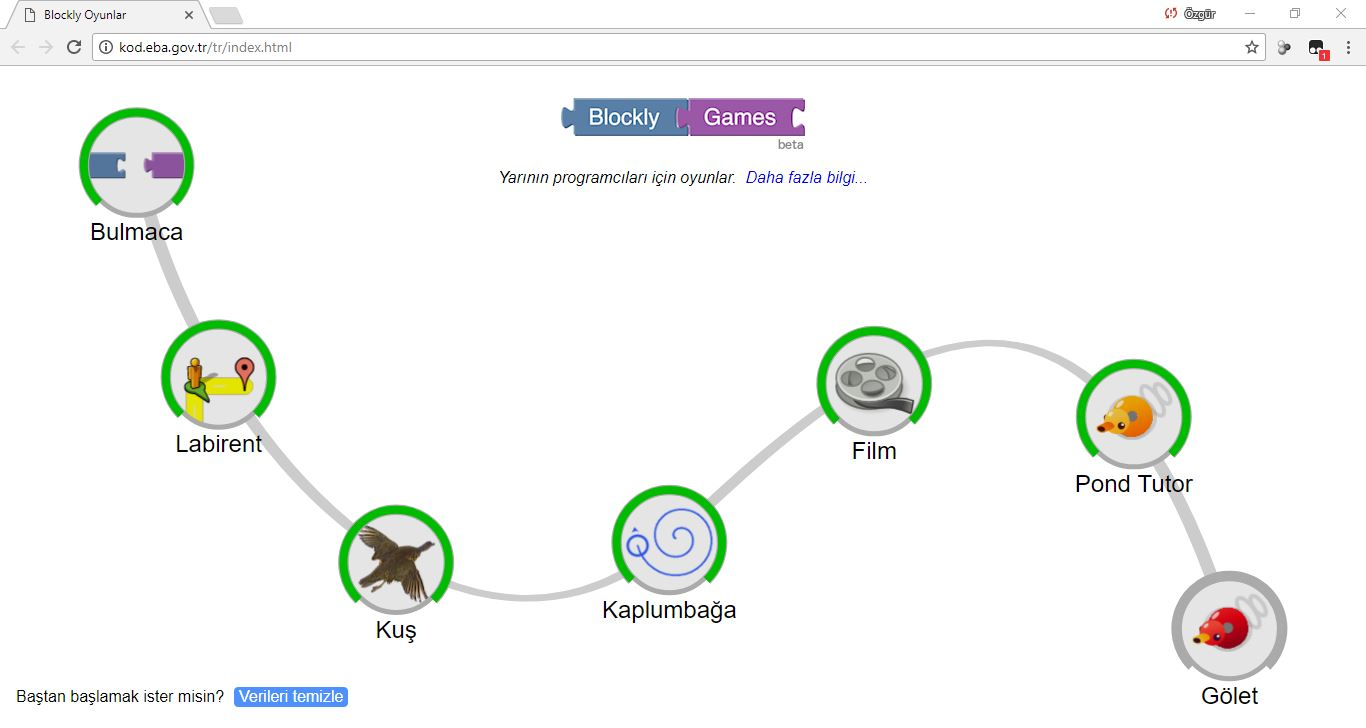 Blockly Oyunlar
Özgür
kod.eba.gov.tr/tr/index.html
1
Blockly Games
beta
Yarının programcıları için oyunlar. Daha fazla bilgi...
Bulmaca
Labirent
Kuş
Kaplumbağa
Film
Pond Tutor
Gölet
Baştan başlamak ister misin? Verileri temizle